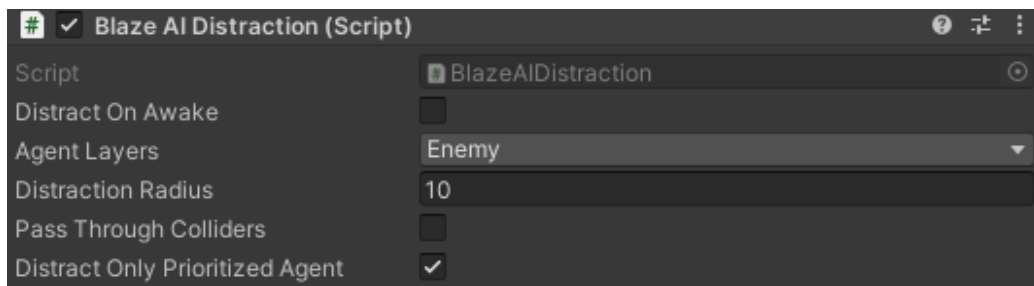 # Blaze AI Distraction (Script)
Script # BlazeAIDistraction
Distract On Awake
Agent Layers Enemy
Distraction Radius 10
Pass Through Colliders
Distract Only Prioritized Agent